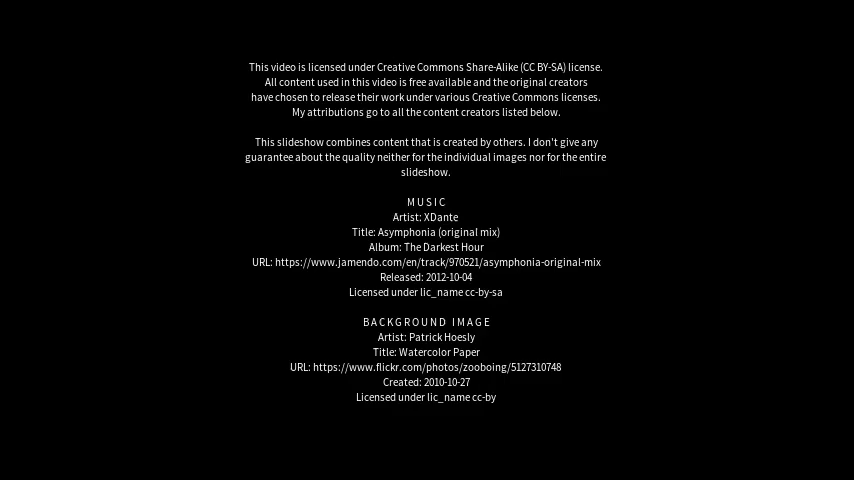 This video is licensed under Creative Commons Share-Alike (CC BY-SA) license.
All content used in this video is free available and the original creators
have chosen to release their work under various Creative Commons licenses.
My attributions go to all the content creators listed below.
This slideshow combines content that is created by others. I don't give any
guarantee about the quality neither for the individual images nor for the entire
slideshow.
MUSIC
Artist: XDante
Title: Asymphonia (original mix)
Album: The Darkest Hour
URL: https://www.jamendo.com/en/track/970521/asymphonia-original-mix
Released: 2012-10-04
Licensed under lic_name cc-by-sa
BACKGROUND IMAGE
Artist: Patrick Hoesly
Title: Watercolor Paper
URL: https://www.flickr.com/photos/zooboing/5127310748
Created: 2010-10-27
Licensed under lic_name cc-by